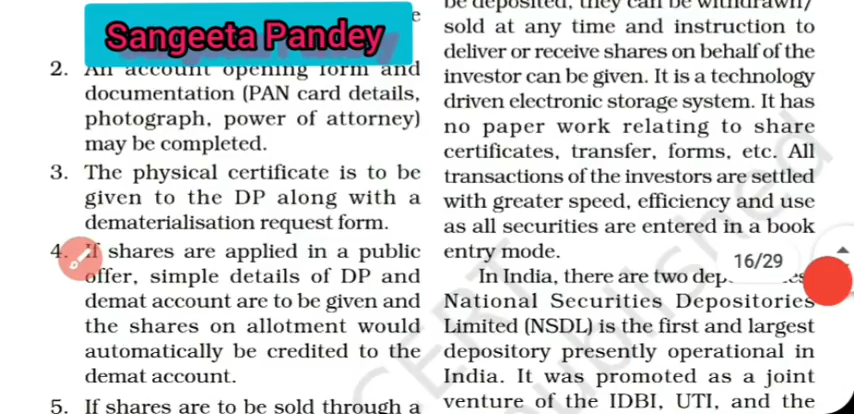 Sangeeta Pandey
2. An account opening form and
documentation (PAN card details,
photograph, power of attorney)
may be completed.
3. The physical certificate is to be
given to the DP along with a
dematerialisation request form.
4. If shares are applied in a public
offer, simple details of DP and
demat account are to be given and
the shares on allotment would
automatically be credited to the
demat account.
5. If shares are to be sold through a
be deposited, they can be withdrawn/
sold at any time and instruction to
deliver or receive shares on behalf of the
investor can be given. It is a technology
driven electronic storage system. It has
no paper work relating to share
certificates, transfer, forms, etc. All
transactions of the investors are settled
with greater speed, efficiency and use
as all securities are entered in a book
entry mode.
In India, there are two
National Securities Depositories
Limited (NSDL) is the first and largest
depository presently operational in
India. It was promoted as a joint
venture of the IDBI, UTI, and the
16/29